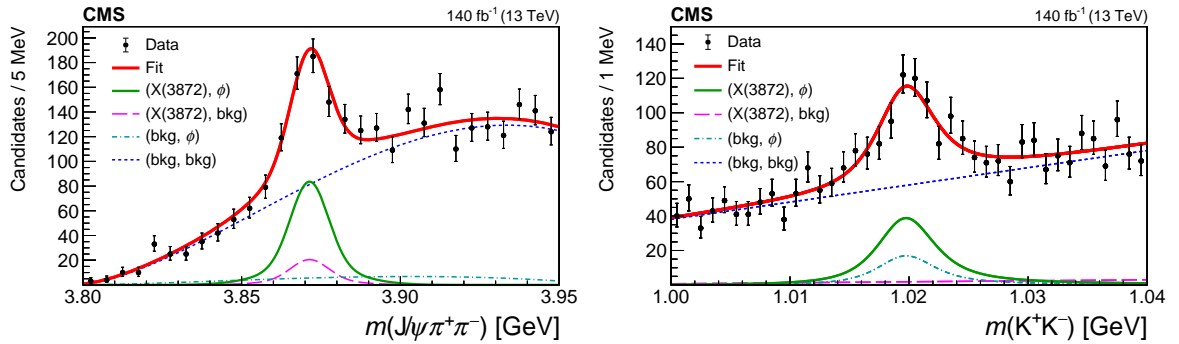 CMS 140 fb⁻¹ (13 TeV)
Candidates / 5 MeV
200
180
160
140
120
100
80
60
40
20
Data
Fit
(X(3872), ϕ)
(X(3872), bkg)
(bkg, ϕ)
(bkg, bkg)
3.80 3.85 3.90 3.95
m(J/ψπ⁺π⁻) [GeV]
CMS 140 fb⁻¹ (13 TeV)
Candidates / 1 MeV
140
120
100
80
60
40
20
0
Data
Fit
(X(3872), ϕ)
(X(3872), bkg)
(bkg, ϕ)
(bkg, bkg)
1.00 1.01 1.02 1.03 1.04
m(K⁺K⁻) [GeV]